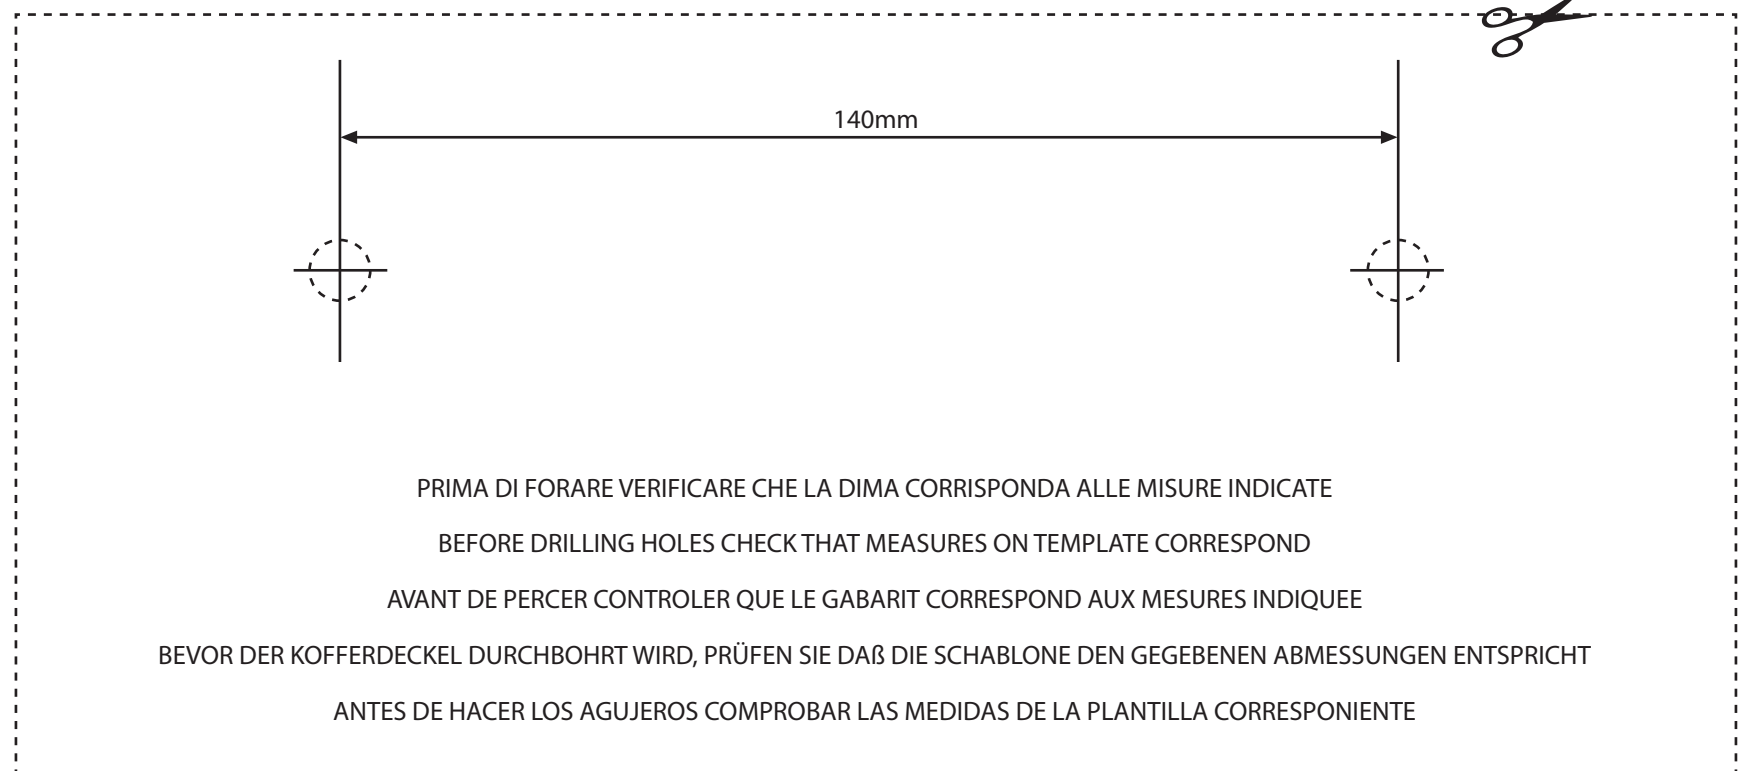 140mm
PRIMA DI FORARE VERIFICARE CHE LA DIMA CORRISPONDA ALLE MISURE INDICATE
BEFORE DRILLING HOLES CHECK THAT MEASURES ON TEMPLATE CORRESPOND
AVANT DE PERCER CONTROLER QUE LE GABARIT CORRESPOND AUX MESURES INDIQUEE
BEVOR DER KOFFERDECKEL DURCHBOHRT WIRD, PRÜFEN SIE DAß DIE SCHABLONE DEN GEGEBENEN ABMESSUNGEN ENTSPRICHT
ANTES DE HACER LOS AGUJEROS COMPROBAR LAS MEDIDAS DE LA PLANTILLA CORRESPONIENTE